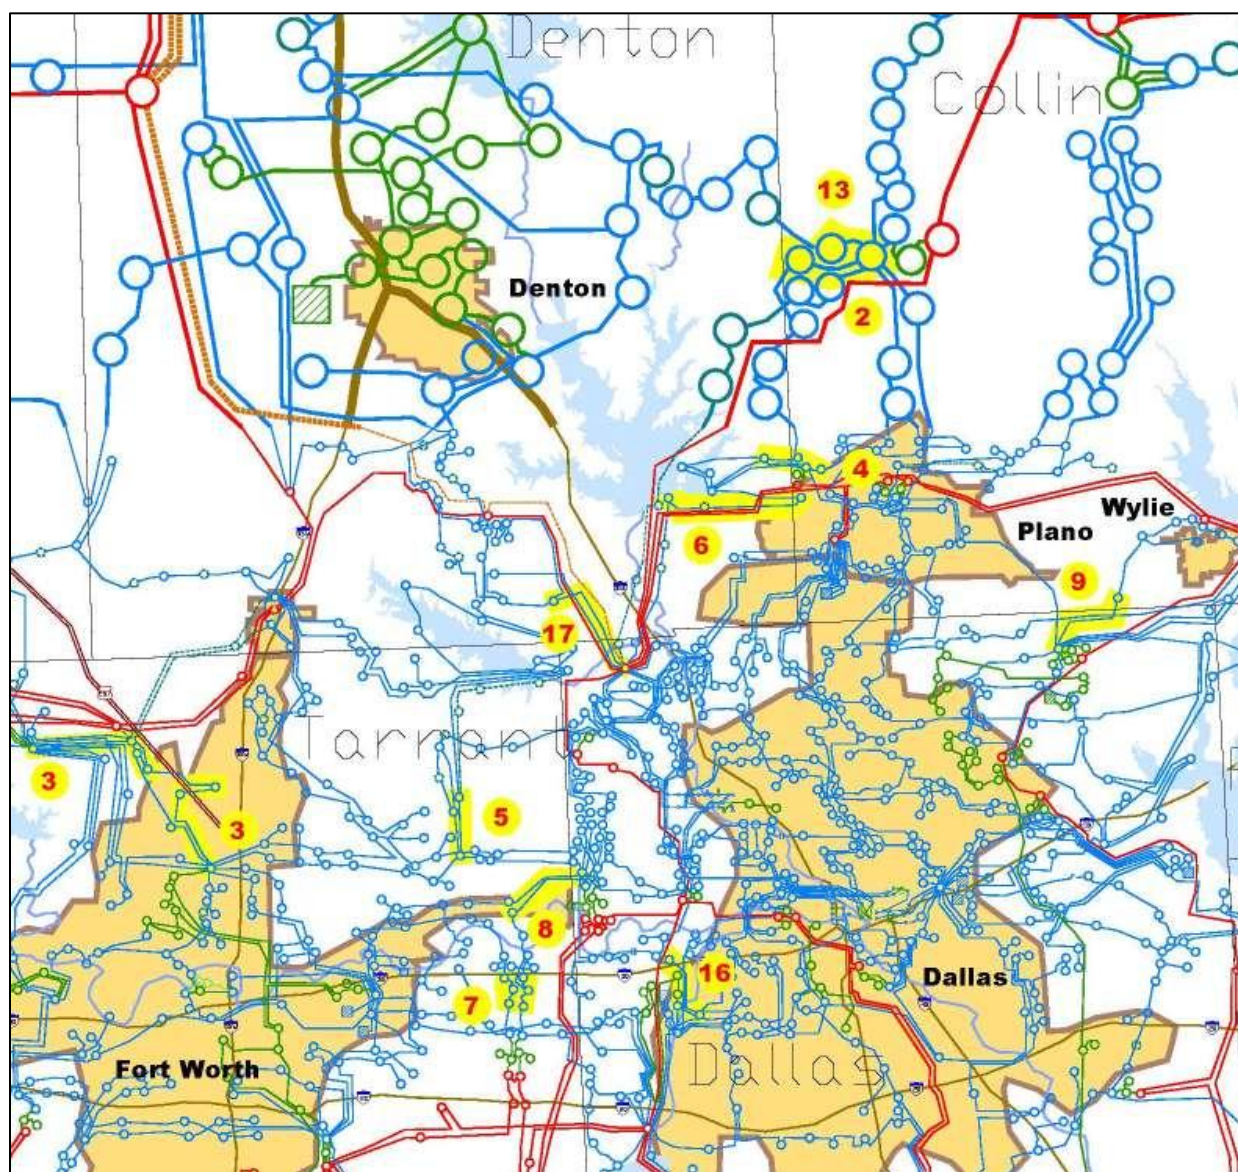 Denton
Collin
13
Denton
2
4
Wylie
Plano
6
9
17
Tarrant
3
5
3
8
16
Dallas
7
Fort Worth
Dallas